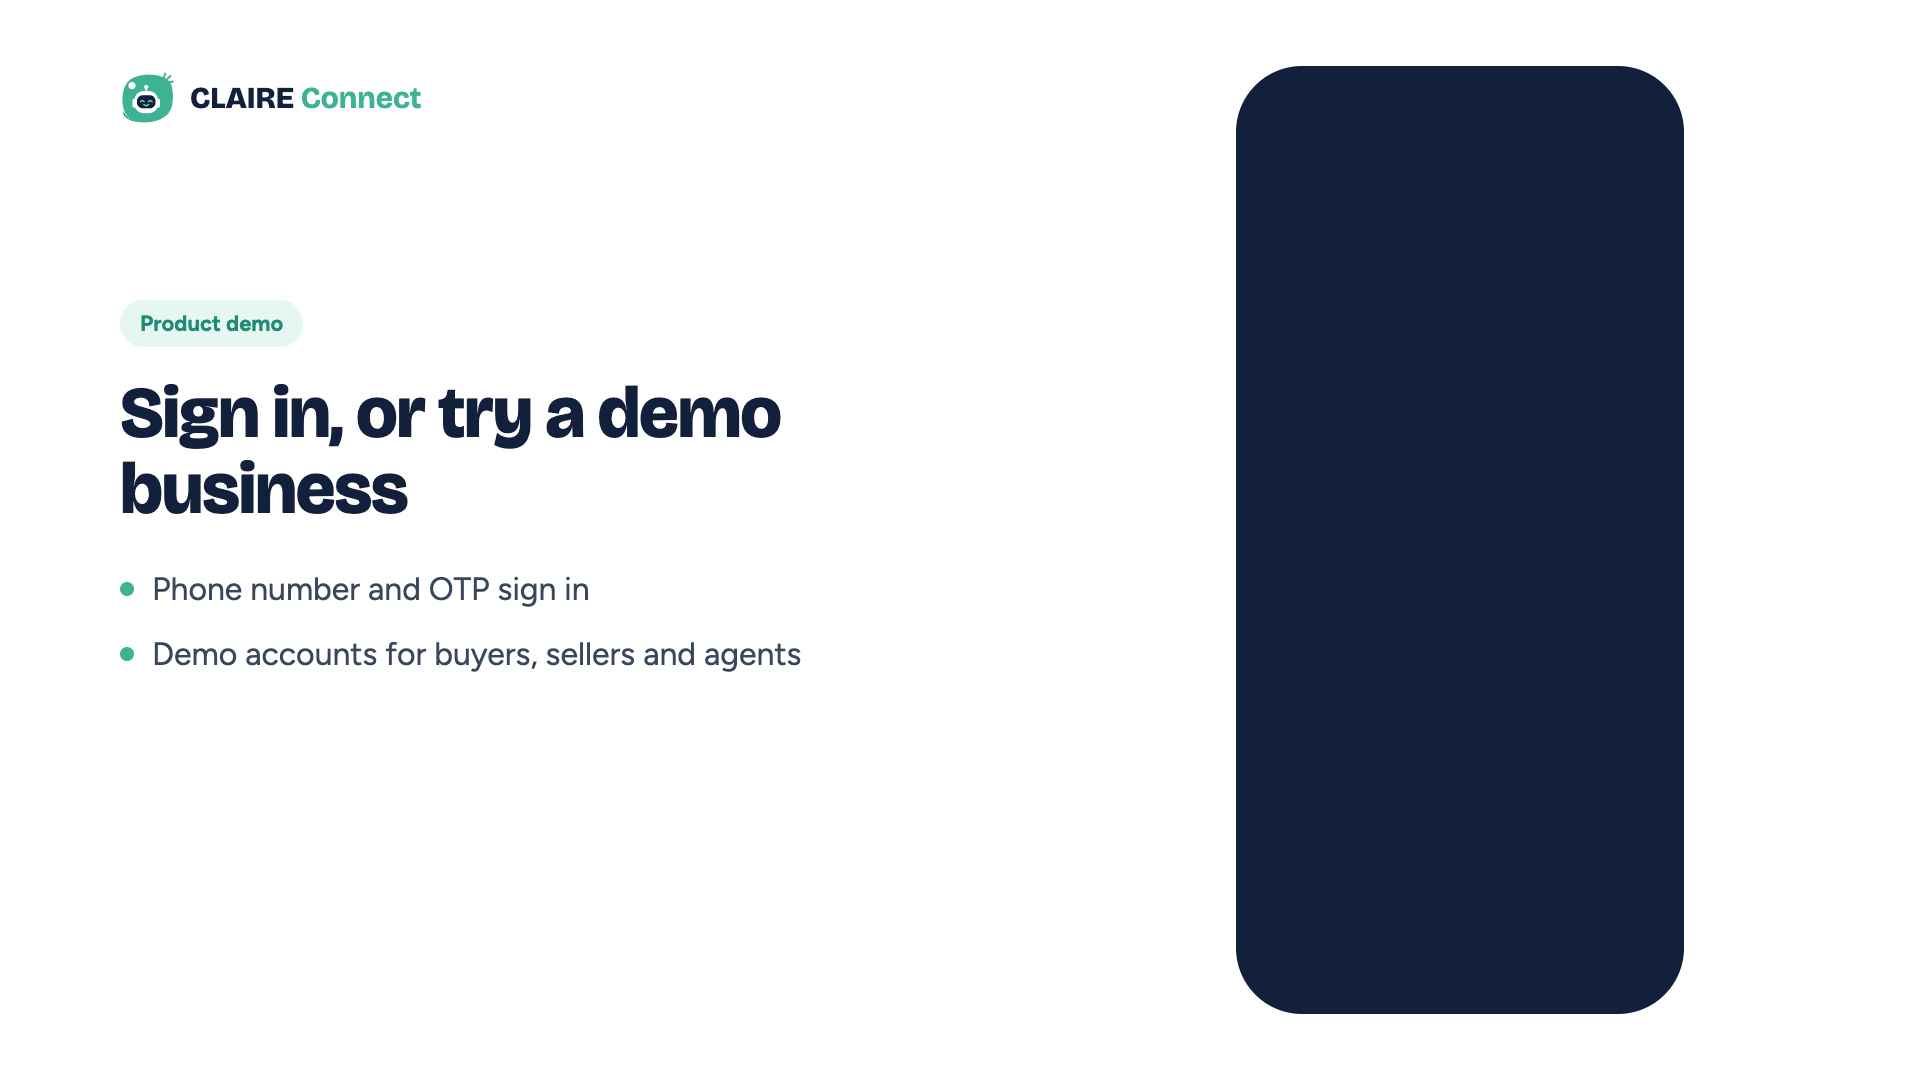 CLAIRE Connect
Product demo
Sign in, or try a demo
business
Phone number and OTP sign in
Demo accounts for buyers, sellers and agents